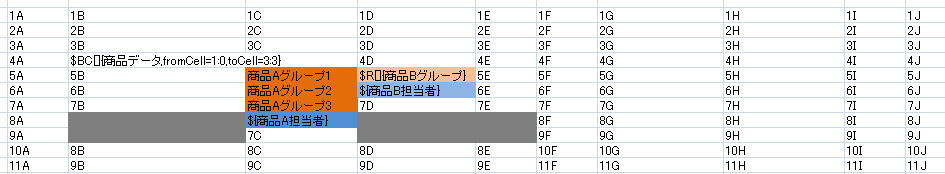 1A 1B 1C 1D 1E 1F 1G 1H 1I 1J
2A 2B 2C 2D 2E 2F 2G 2H 2I 2J
3A 3B 3C 3D 3E 3F 3G 3H 3I 3J
4A $BC[]{商品データ,fromCell=1:0,toCell=3:3} 4D 4E 4F 4G 4H 4I 4J
5A 5B 商品Aグループ1 $R[]{商品Bグループ} 5E 5F 5G 5H 5I 5J
6A 6B 商品Aグループ2 ${商品B担当者} 6E 6F 6G 6H 6I 6J
7A 7B 商品Aグループ3 7D 7E 7F 7G 7H 7I 7J
8A ${商品A担当者} 8F 8G 8H 8I 8J
9A 7C 9F 9G 9H 9I 9J
10A 8B 8C 8D 8E 10F 10G 10H 10I 10J
11A 9B 9C 9D 9E 11F 11G 11H 11I 11J